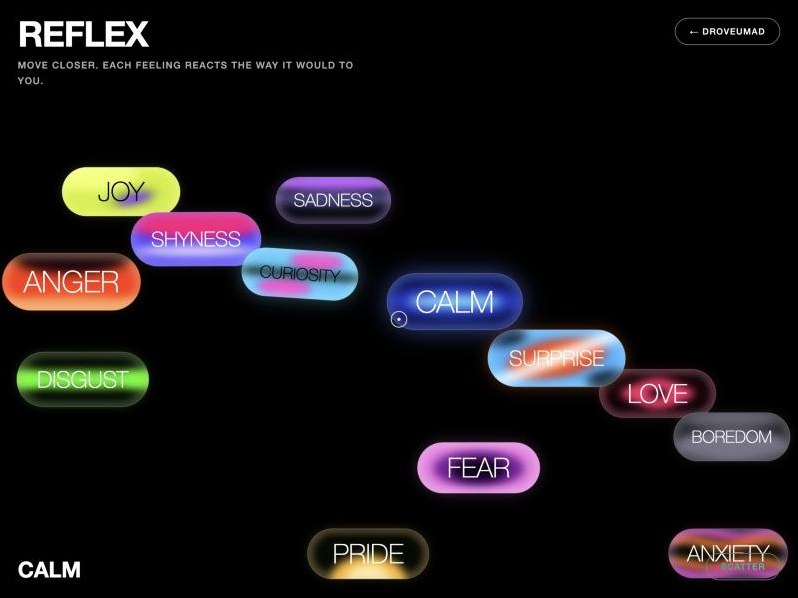 REFLEX
← DROVEUMAD
MOVE CLOSER. EACH FEELING REACTS THE WAY IT WOULD TO
YOU.
JOY
SADNESS
SHYNESS
CURIOSITY
ANGER
CALM
SURPRISE
DISGUST
LOVE
BOREDOM
FEAR
PRIDE
ANXIETY
SCATTER
CALM